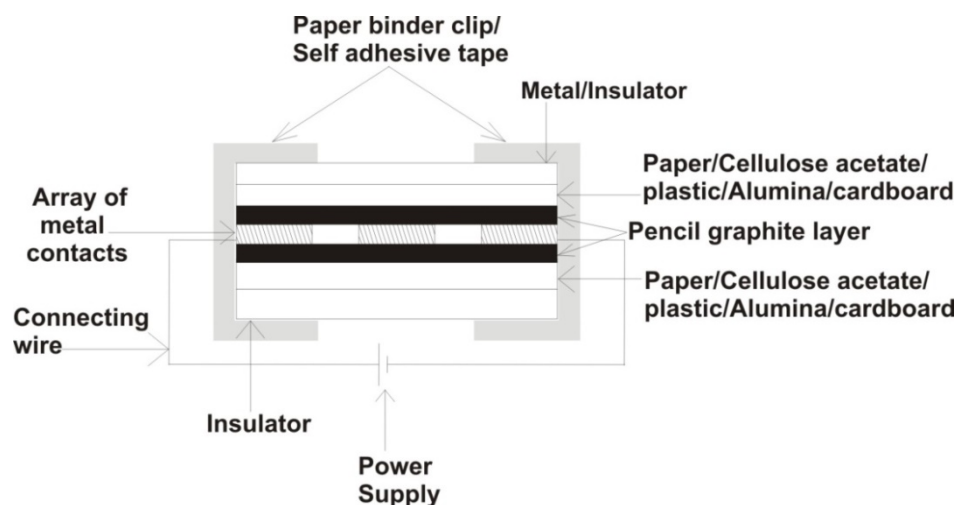 Paper binder clip/
Self adhesive tape
Metal/Insulator
Paper/Cellulose acetate/
plastic/Alumina/cardboard
Array of
metal
contacts
Pencil graphite layer
Paper/Cellulose acetate/
plastic/Alumina/cardboard
Connecting
wire
Insulator
Power
Supply